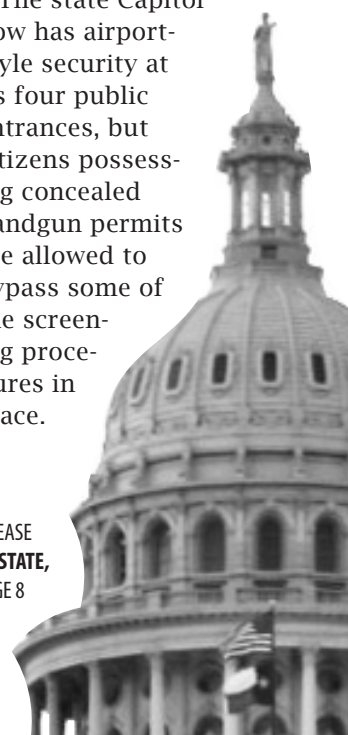 The state Capitol
ow has airport-
yle security at
s four public
ntrances, but
tizens possess-
g concealed
andgun permits
e allowed to
ypass some of
e screen-
g proce-
ures in
ace.
EASE
STATE,
GE 8